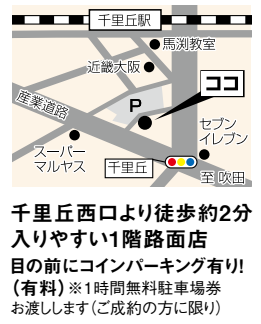 千里丘駅
馬渕教室
近畿大阪
ココ
P
産業道路
セブン
イレブン
スーパー
マルヤス
千里丘
至 吹田
千里丘西口より徒歩約2分
入りやすい1階路面店
目の前にコインパーキング有り!
(有料)※1時間無料駐車場券
お渡しします(ご成約の方に限り)